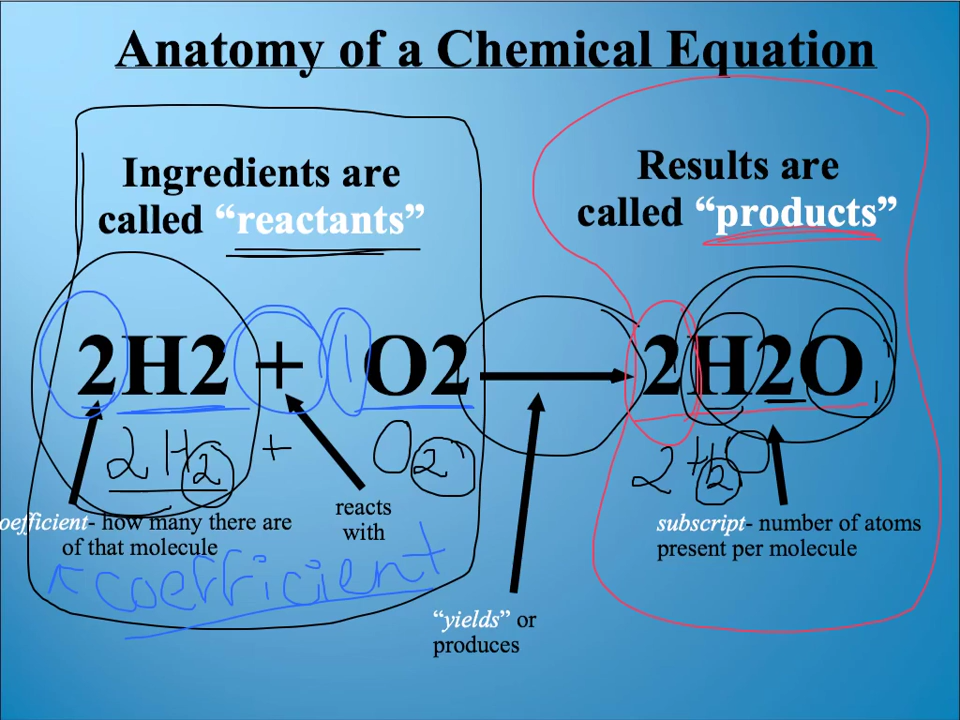 Anatomy of a Chemical Equation
Ingredients are
called “reactants”
Results are
called “products”
2H2 + 1 O2 → 2H2O
2H2 + O2
2H2O
oefficient- how many there are
of that molecule
reacts
with
subscript- number of atoms
present per molecule
coefficient
“yields” or
produces